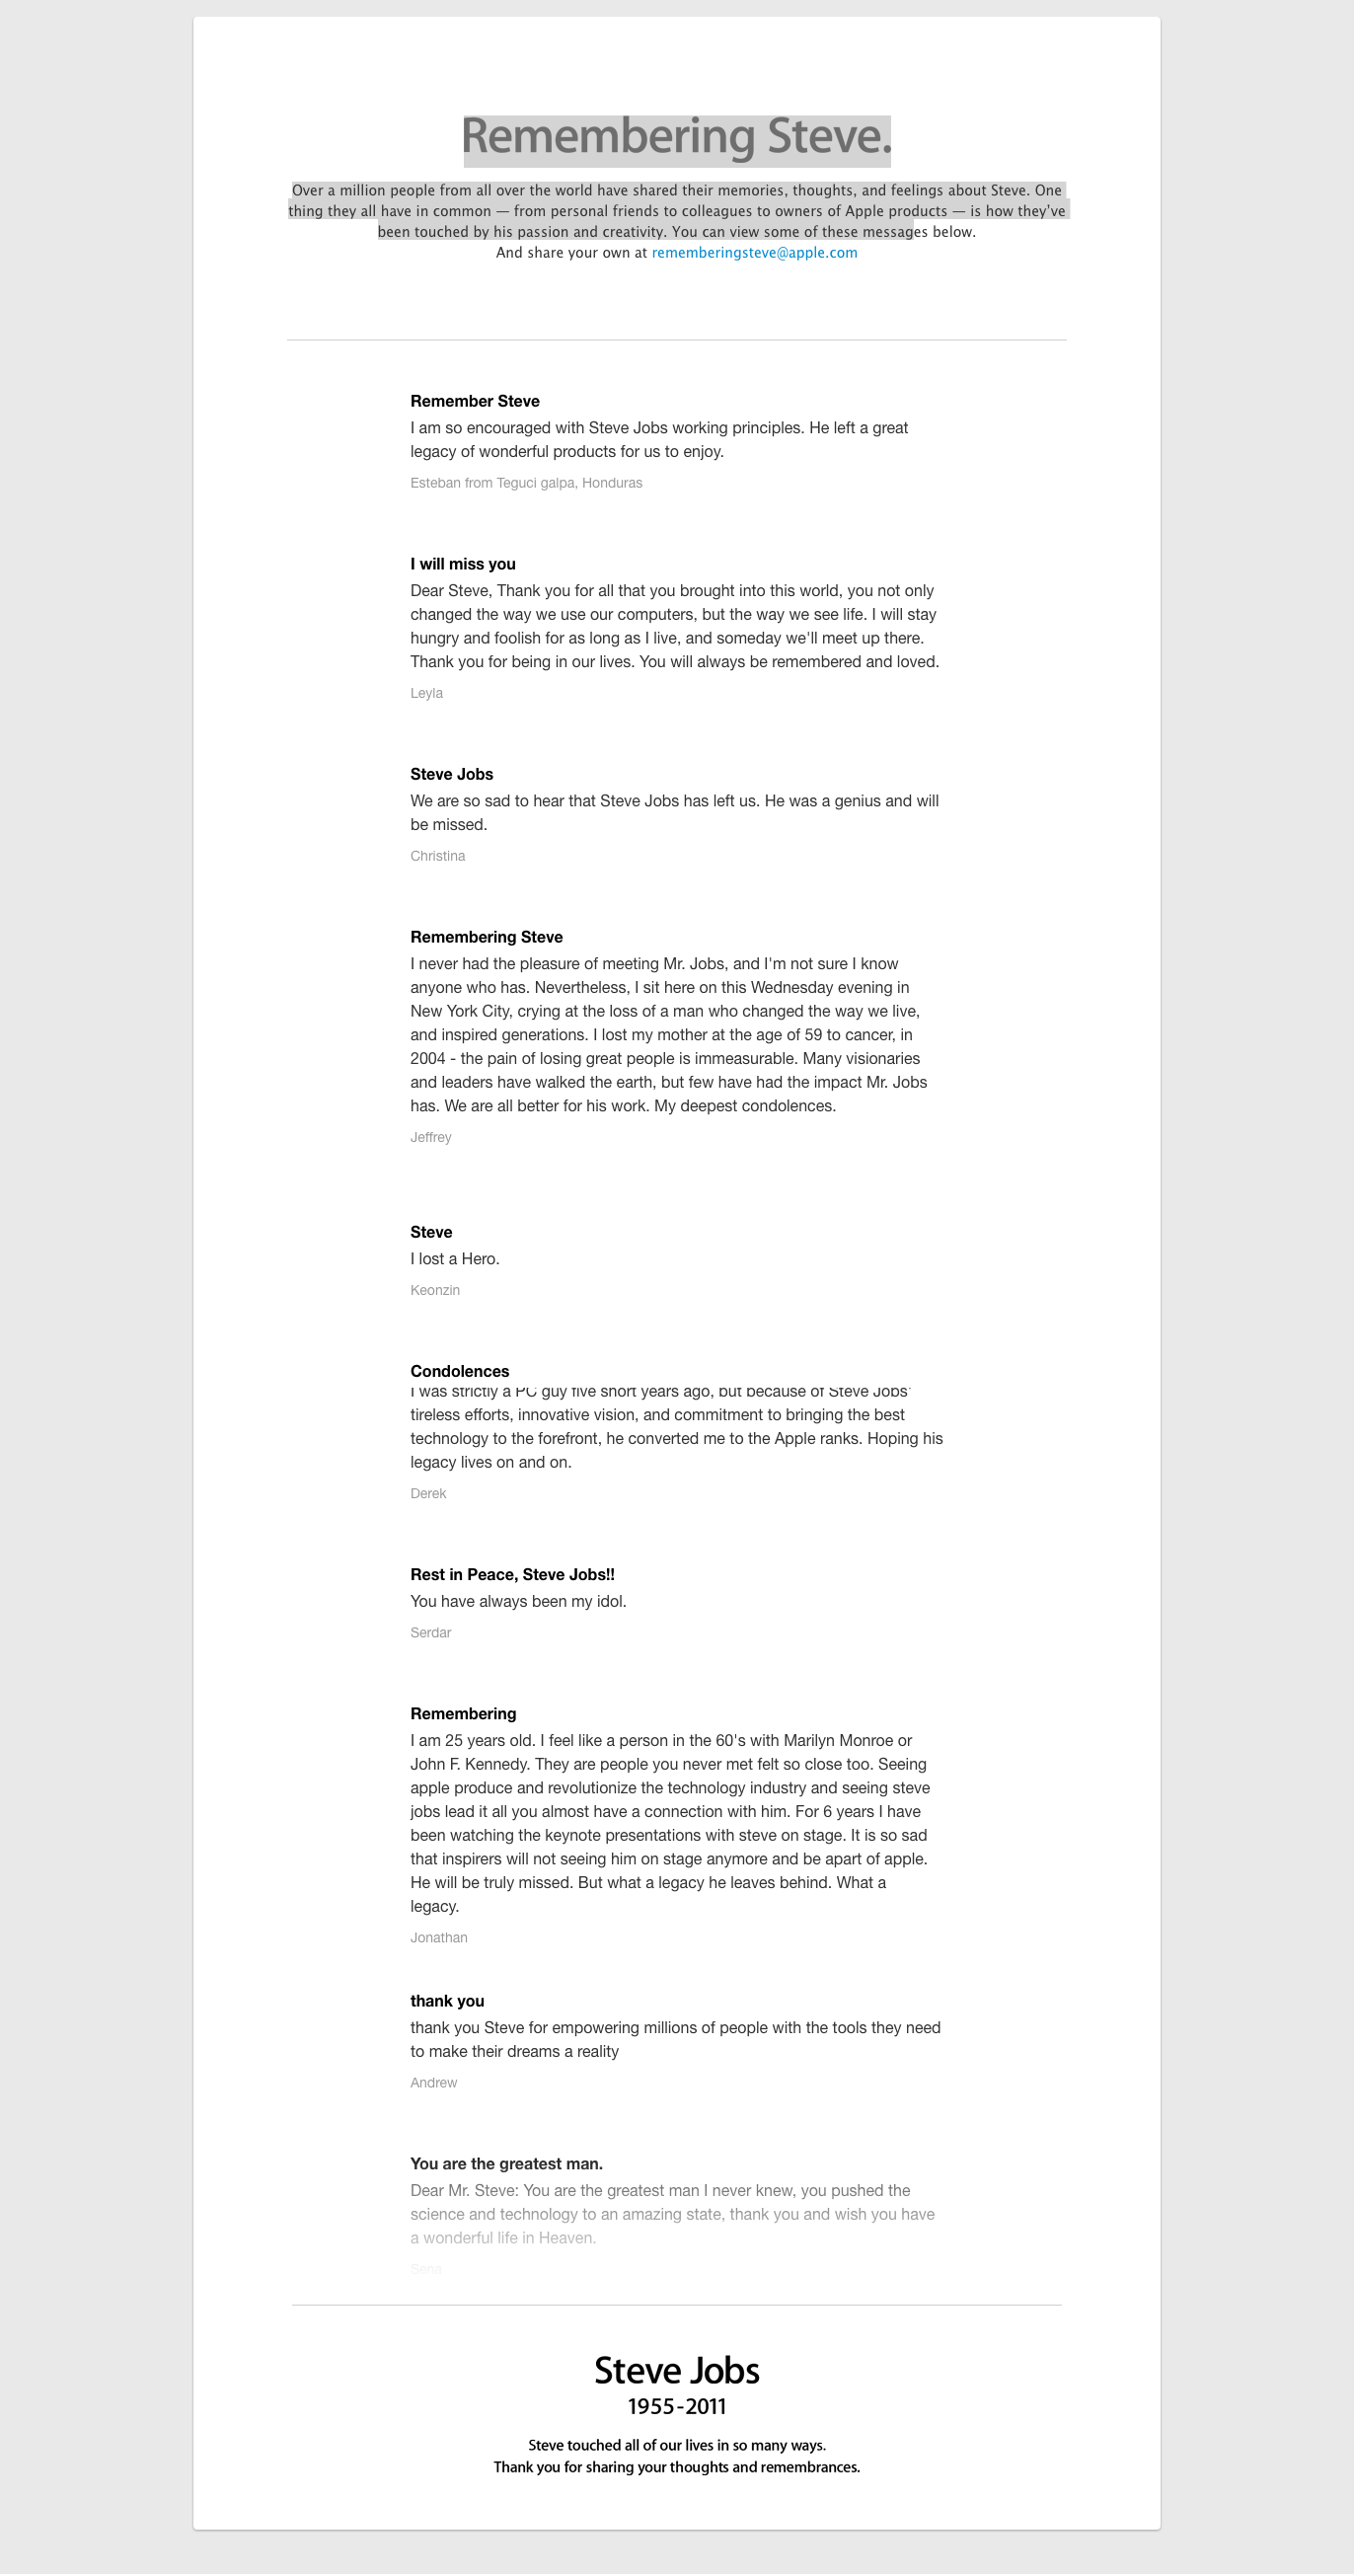 Remembering Steve.
Over a million people from all over the world have shared their memories, thoughts, and feelings about Steve. One
thing they all have in common — from personal friends to colleagues to owners of Apple products — is how they've
been touched by his passion and creativity. You can view some of these messages below.
And share your own at rememberingsteve@apple.com
Remember Steve
I am so encouraged with Steve Jobs working principles. He left a great
legacy of wonderful products for us to enjoy.
Esteban from Teguci galpa, Honduras
I will miss you
Dear Steve, Thank you for all that you brought into this world, you not only
changed the way we use our computers, but the way we see life. I will stay
hungry and foolish for as long as I live, and someday we'll meet up there.
Thank you for being in our lives. You will always be remembered and loved.
Leyla
Steve Jobs
We are so sad to hear that Steve Jobs has left us. He was a genius and will
be missed.
Christina
Remembering Steve
I never had the pleasure of meeting Mr. Jobs, and I'm not sure I know
anyone who has. Nevertheless, I sit here on this Wednesday evening in
New York City, crying at the loss of a man who changed the way we live,
and inspired generations. I lost my mother at the age of 59 to cancer, in
2004 - the pain of losing great people is immeasurable. Many visionaries
and leaders have walked the earth, but few have had the impact Mr. Jobs
has. We are all better for his work. My deepest condolences.
Jeffrey
Steve
I lost a Hero.
Keonzin
Condolences
I was strictly a PC guy five short years ago, but because of Steve Jobs'
tireless efforts, innovative vision, and commitment to bringing the best
technology to the forefront, he converted me to the Apple ranks. Hoping his
legacy lives on and on.
Derek
Rest in Peace, Steve Jobs!!
You have always been my idol.
Serdar
Remembering
I am 25 years old. I feel like a person in the 60's with Marilyn Monroe or
John F. Kennedy. They are people you never met felt so close too. Seeing
apple produce and revolutionize the technology industry and seeing steve
jobs lead it all you almost have a connection with him. For 6 years I have
been watching the keynote presentations with steve on stage. It is so sad
that inspirers will not seeing him on stage anymore and be apart of apple.
He will be truly missed. But what a legacy he leaves behind. What a
legacy.
Jonathan
thank you
thank you Steve for empowering millions of people with the tools they need
to make their dreams a reality
Andrew
You are the greatest man.
Dear Mr. Steve: You are the greatest man I never knew, you pushed the
science and technology to an amazing state, thank you and wish you have
a wonderful life in Heaven.
Sena
Steve Jobs
1955-2011
Steve touched all of our lives in so many ways.
Thank you for sharing your thoughts and remembrances.